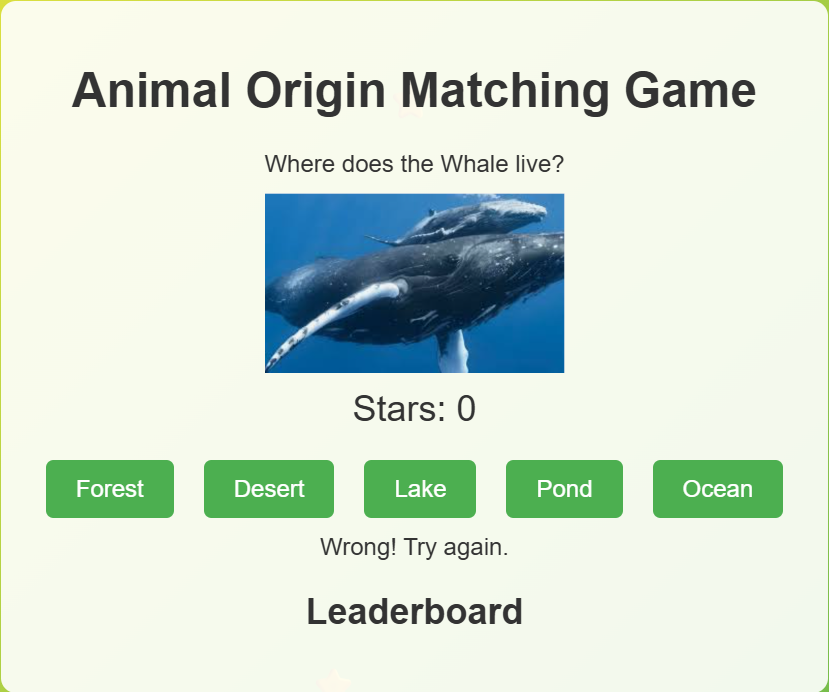 Animal Origin Matching Game
Where does the Whale live?
Stars: 0
Forest Desert Lake Pond Ocean
Wrong! Try again.
Leaderboard